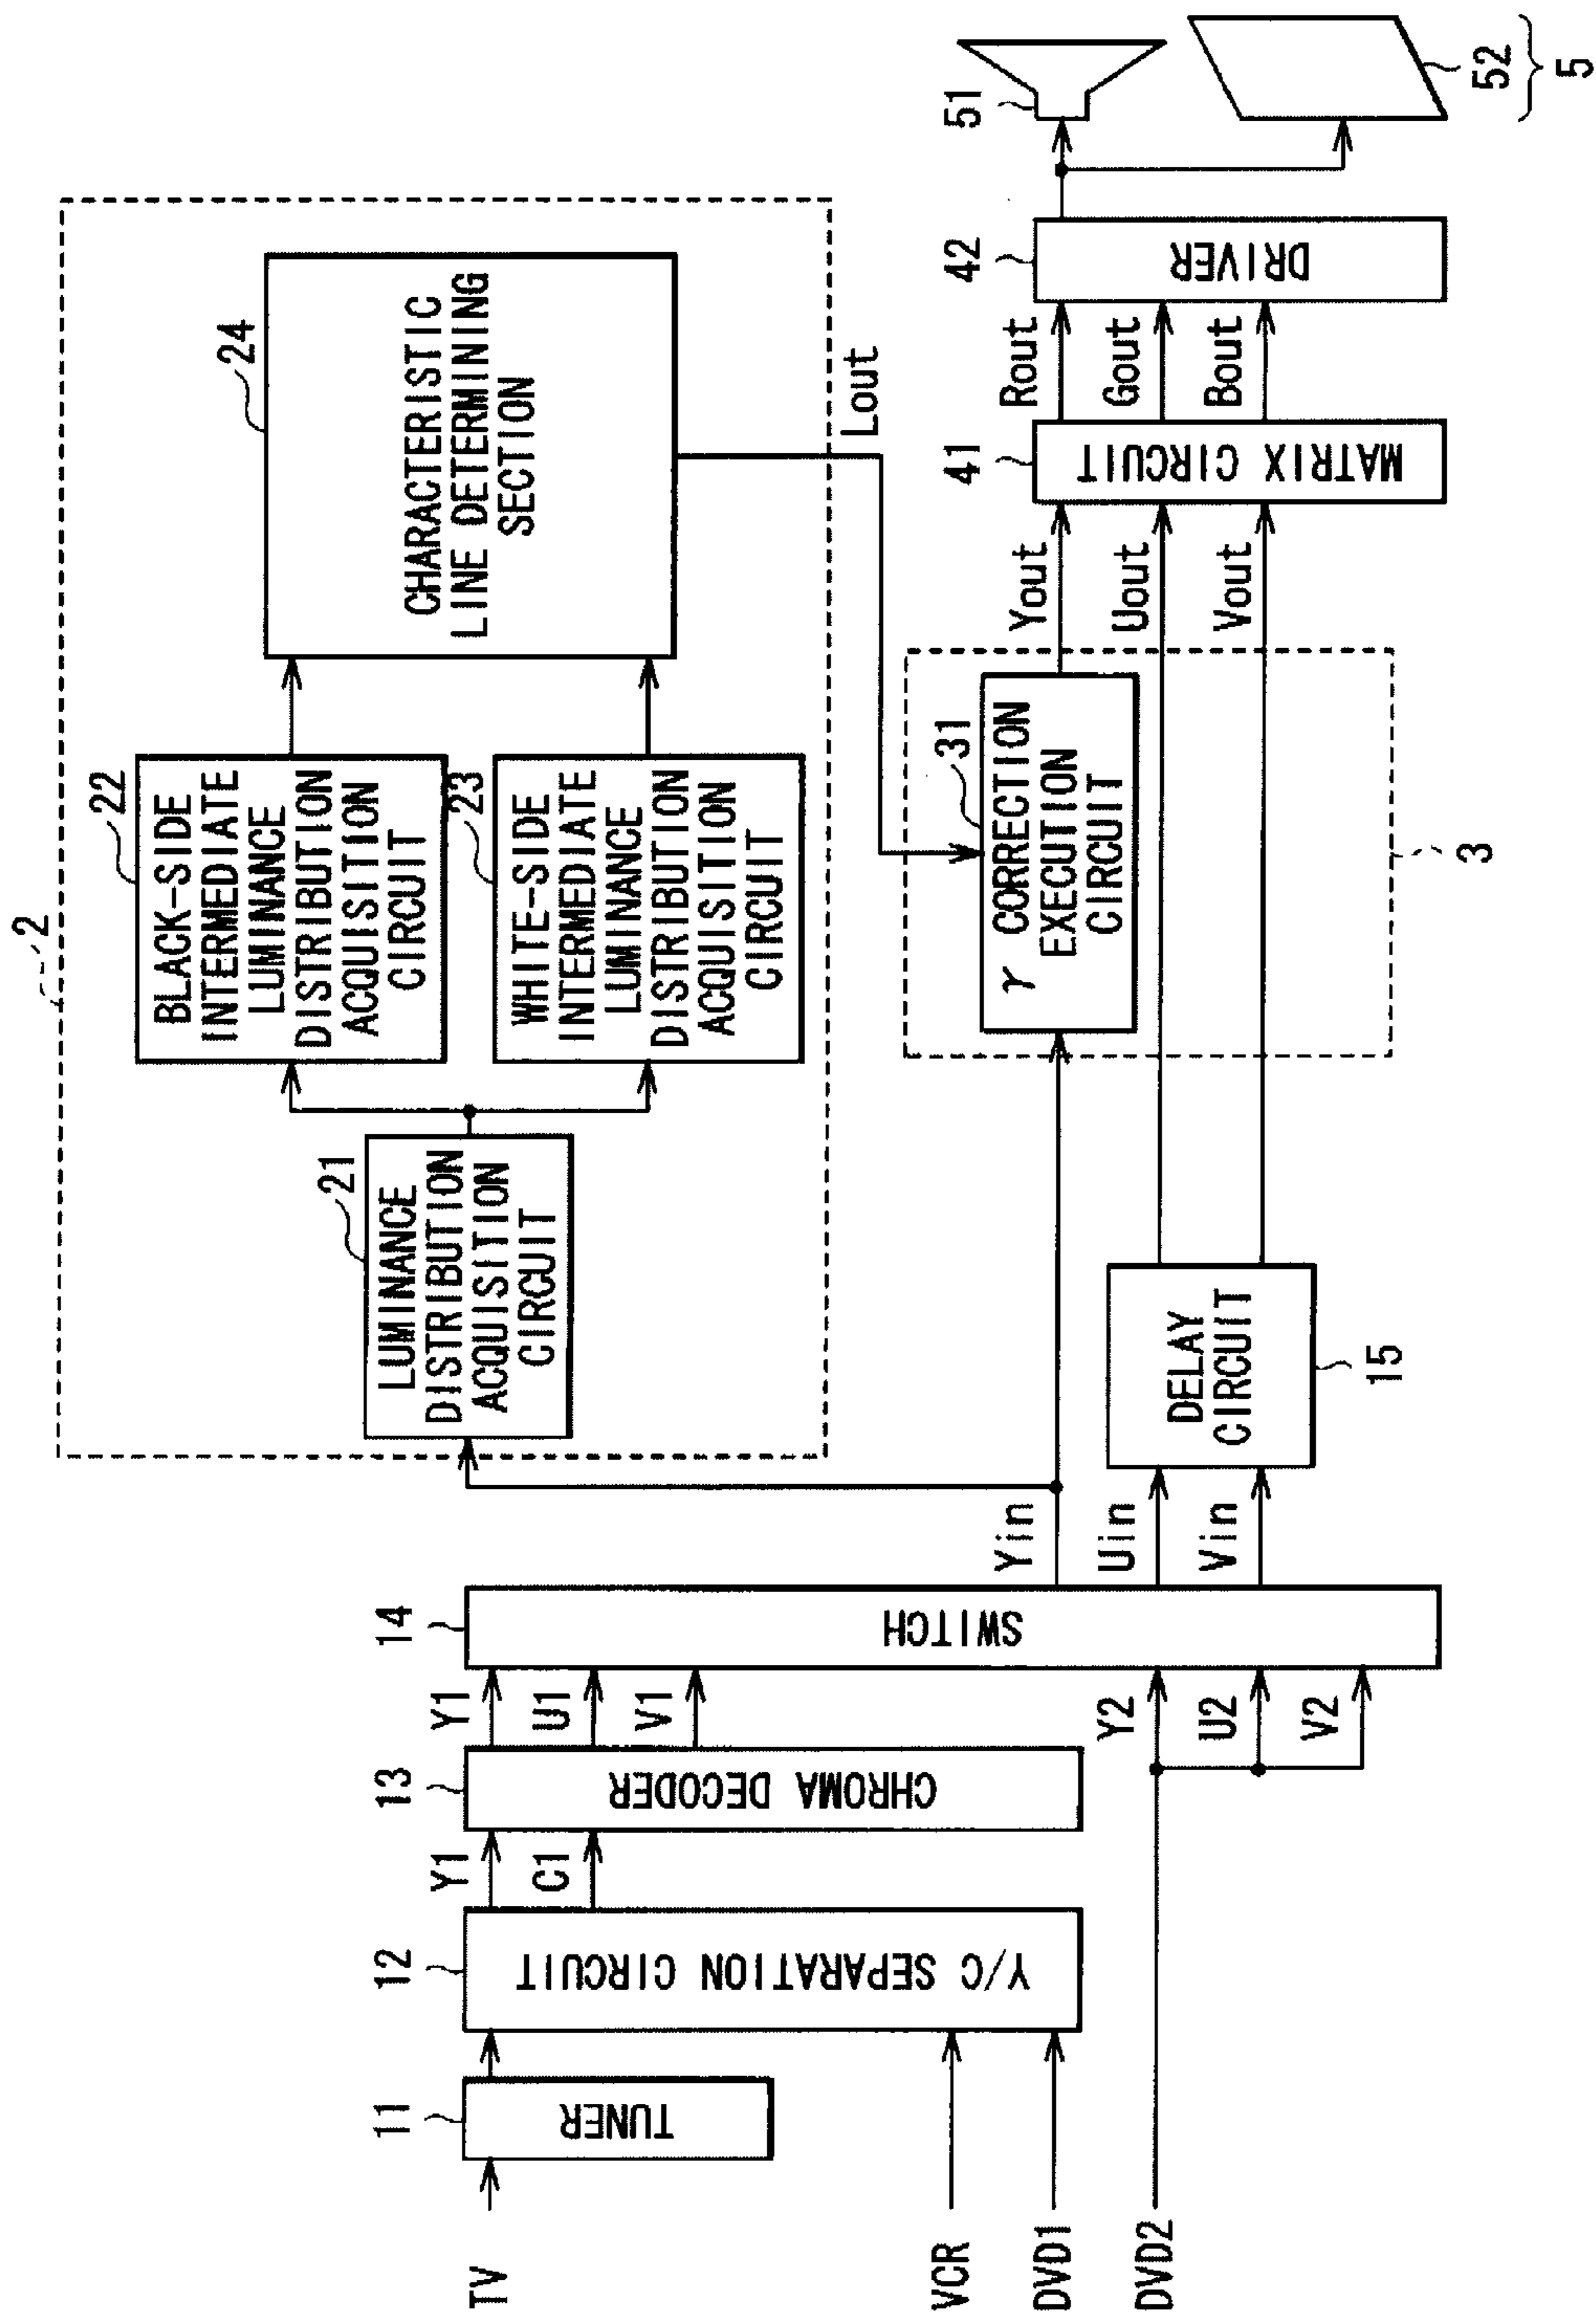 2
22
BLACK-SIDE
INTERMEDIATE
LUMINANCE
DISTRIBUTION
ACQUISITION
CIRCUIT
24
CHARACTERISTIC
LINE DETERMINING
SECTION
21
LUMINANCE
DISTRIBUTION
ACQUISITION
CIRCUIT
23
WHITE-SIDE
INTERMEDIATE
LUMINANCE
DISTRIBUTION
ACQUISITION
CIRCUIT
Lout
TV
11
TUNER
12
Y/C SEPARATION CIRCUIT
Y1
C1
13
CHROMA DECODER
Y1
U1
V1
14
SWITCH
VCR
DVD1
DVD2
Y2
U2
V2
Yin
Uin
Vin
DELAY
CIRCUIT
15
31
γ CORRECTION
EXECUTION
CIRCUIT
3
Yout
Uout
Vout
41
MATRIX CIRCUIT
Rout
Gout
Bout
42
DRIVER
51
52
5